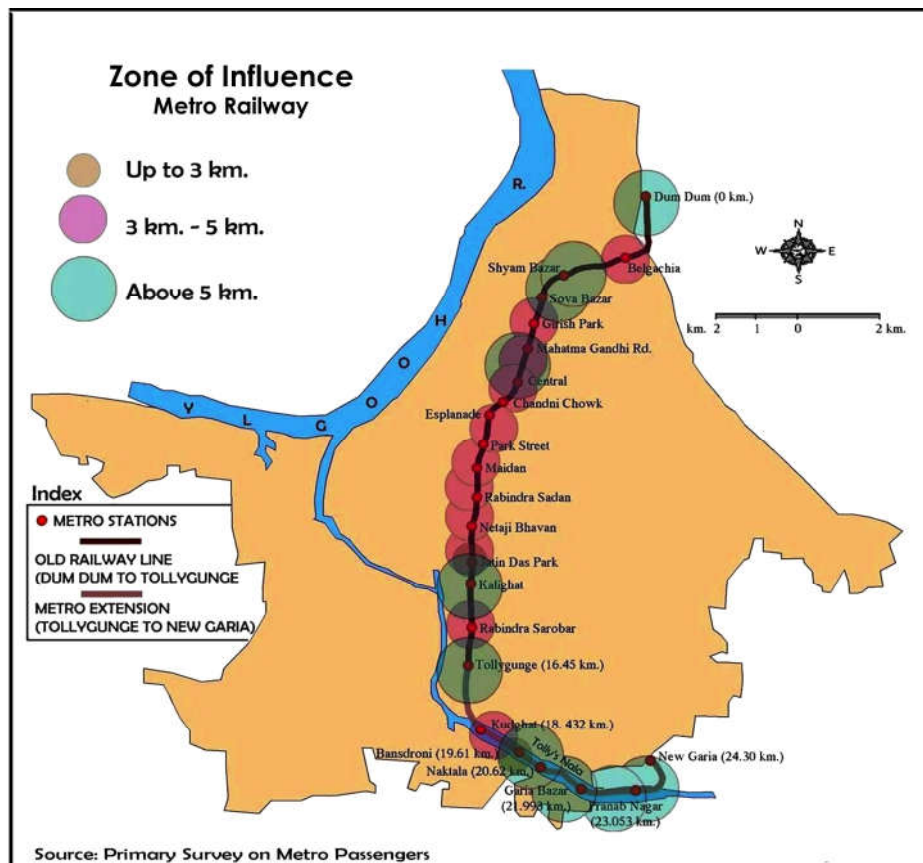 Zone of Influence
Metro Railway
Up to 3 km.
3 km. - 5 km.
Above 5 km.
R.
H
O
O
G
L
Y
Dum Dum (0 km.)
Belgachia
Shyam Bazar
Sova Bazar
Girish Park
Mahatma Gandhi Rd.
Central
Chandni Chowk
Esplanade
Park Street
Maidan
Rabindra Sadan
Netaji Bhavan
Jatin Das Park
Kalighat
Rabindra Sarobar
Tollygunge (16.45 km.)
Kudghat (18. 432 km.)
Bansdroni (19.61 km.)
Tolly's Nala
Naktala (20.62 km.)
New Garia (24.30 km.)
Garia Bazar
(21.993 km.)
Pranab Nagar
(23.053 km.)
N
W E
S
km. 2 1 0 2 km.
Index
METRO STATIONS
OLD RAILWAY LINE
(DUM DUM TO TOLLYGUNGE
METRO EXTENSION
(TOLLYGUNGE TO NEW GARIA)
Source: Primary Survey on Metro Passengers